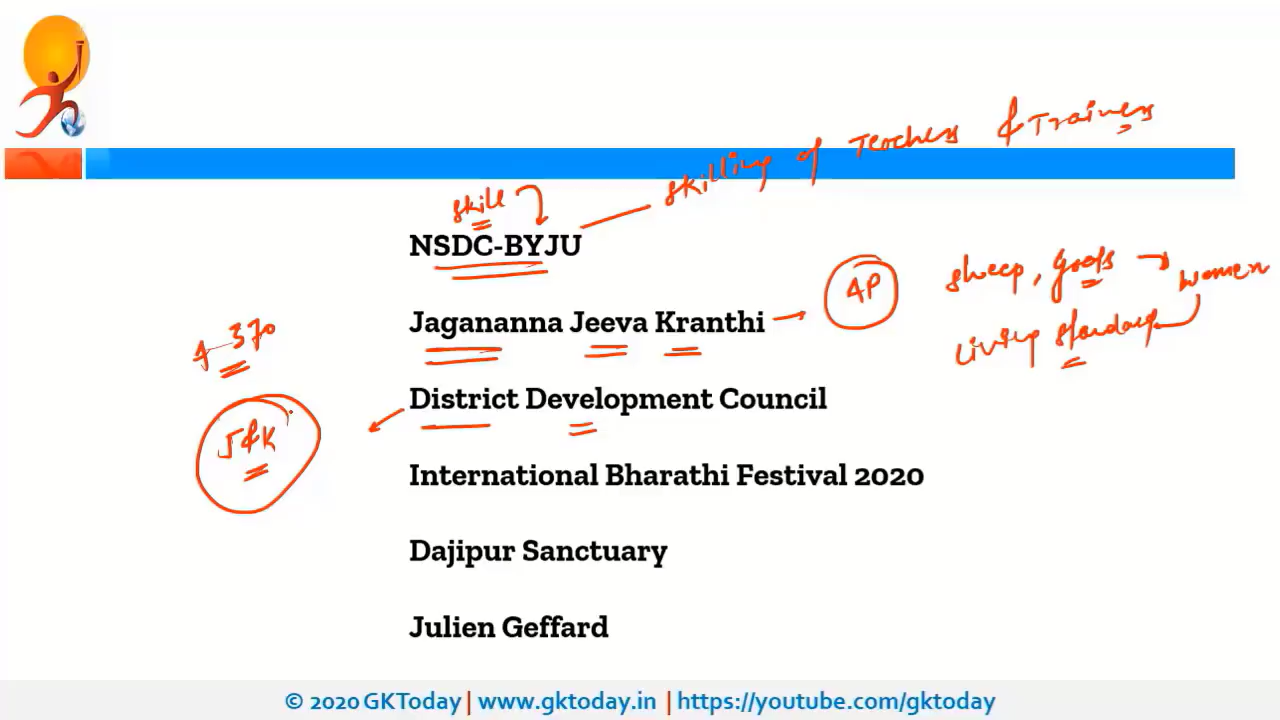 skilling of Teachers & Trainers
skill
NSDC-BYJU
AP
sheep, goats → women
living standard
Jagananna Jeeva Kranthi
A-370
District Development Council
J&K
International Bharathi Festival 2020
Dajipur Sanctuary
Julien Geffard
© 2020 GKToday | www.gktoday.in | https://youtube.com/gktoday